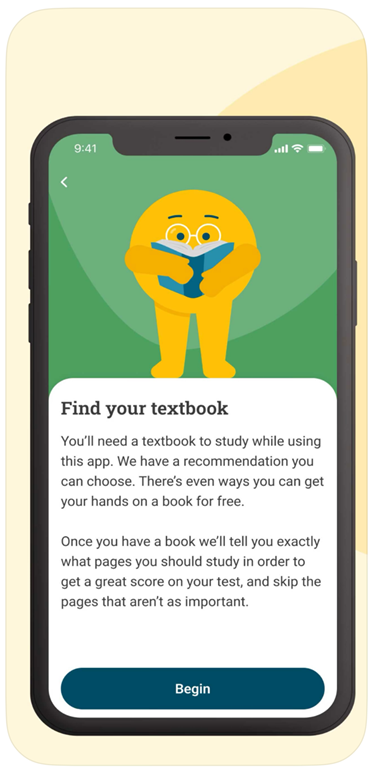 9:41
Find your textbook
You’ll need a textbook to study while using
this app. We have a recommendation you
can choose. There’s even ways you can get
your hands on a book for free.
Once you have a book we’ll tell you exactly
what pages you should study in order to
get a great score on your test, and skip the
pages that aren’t as important.
Begin